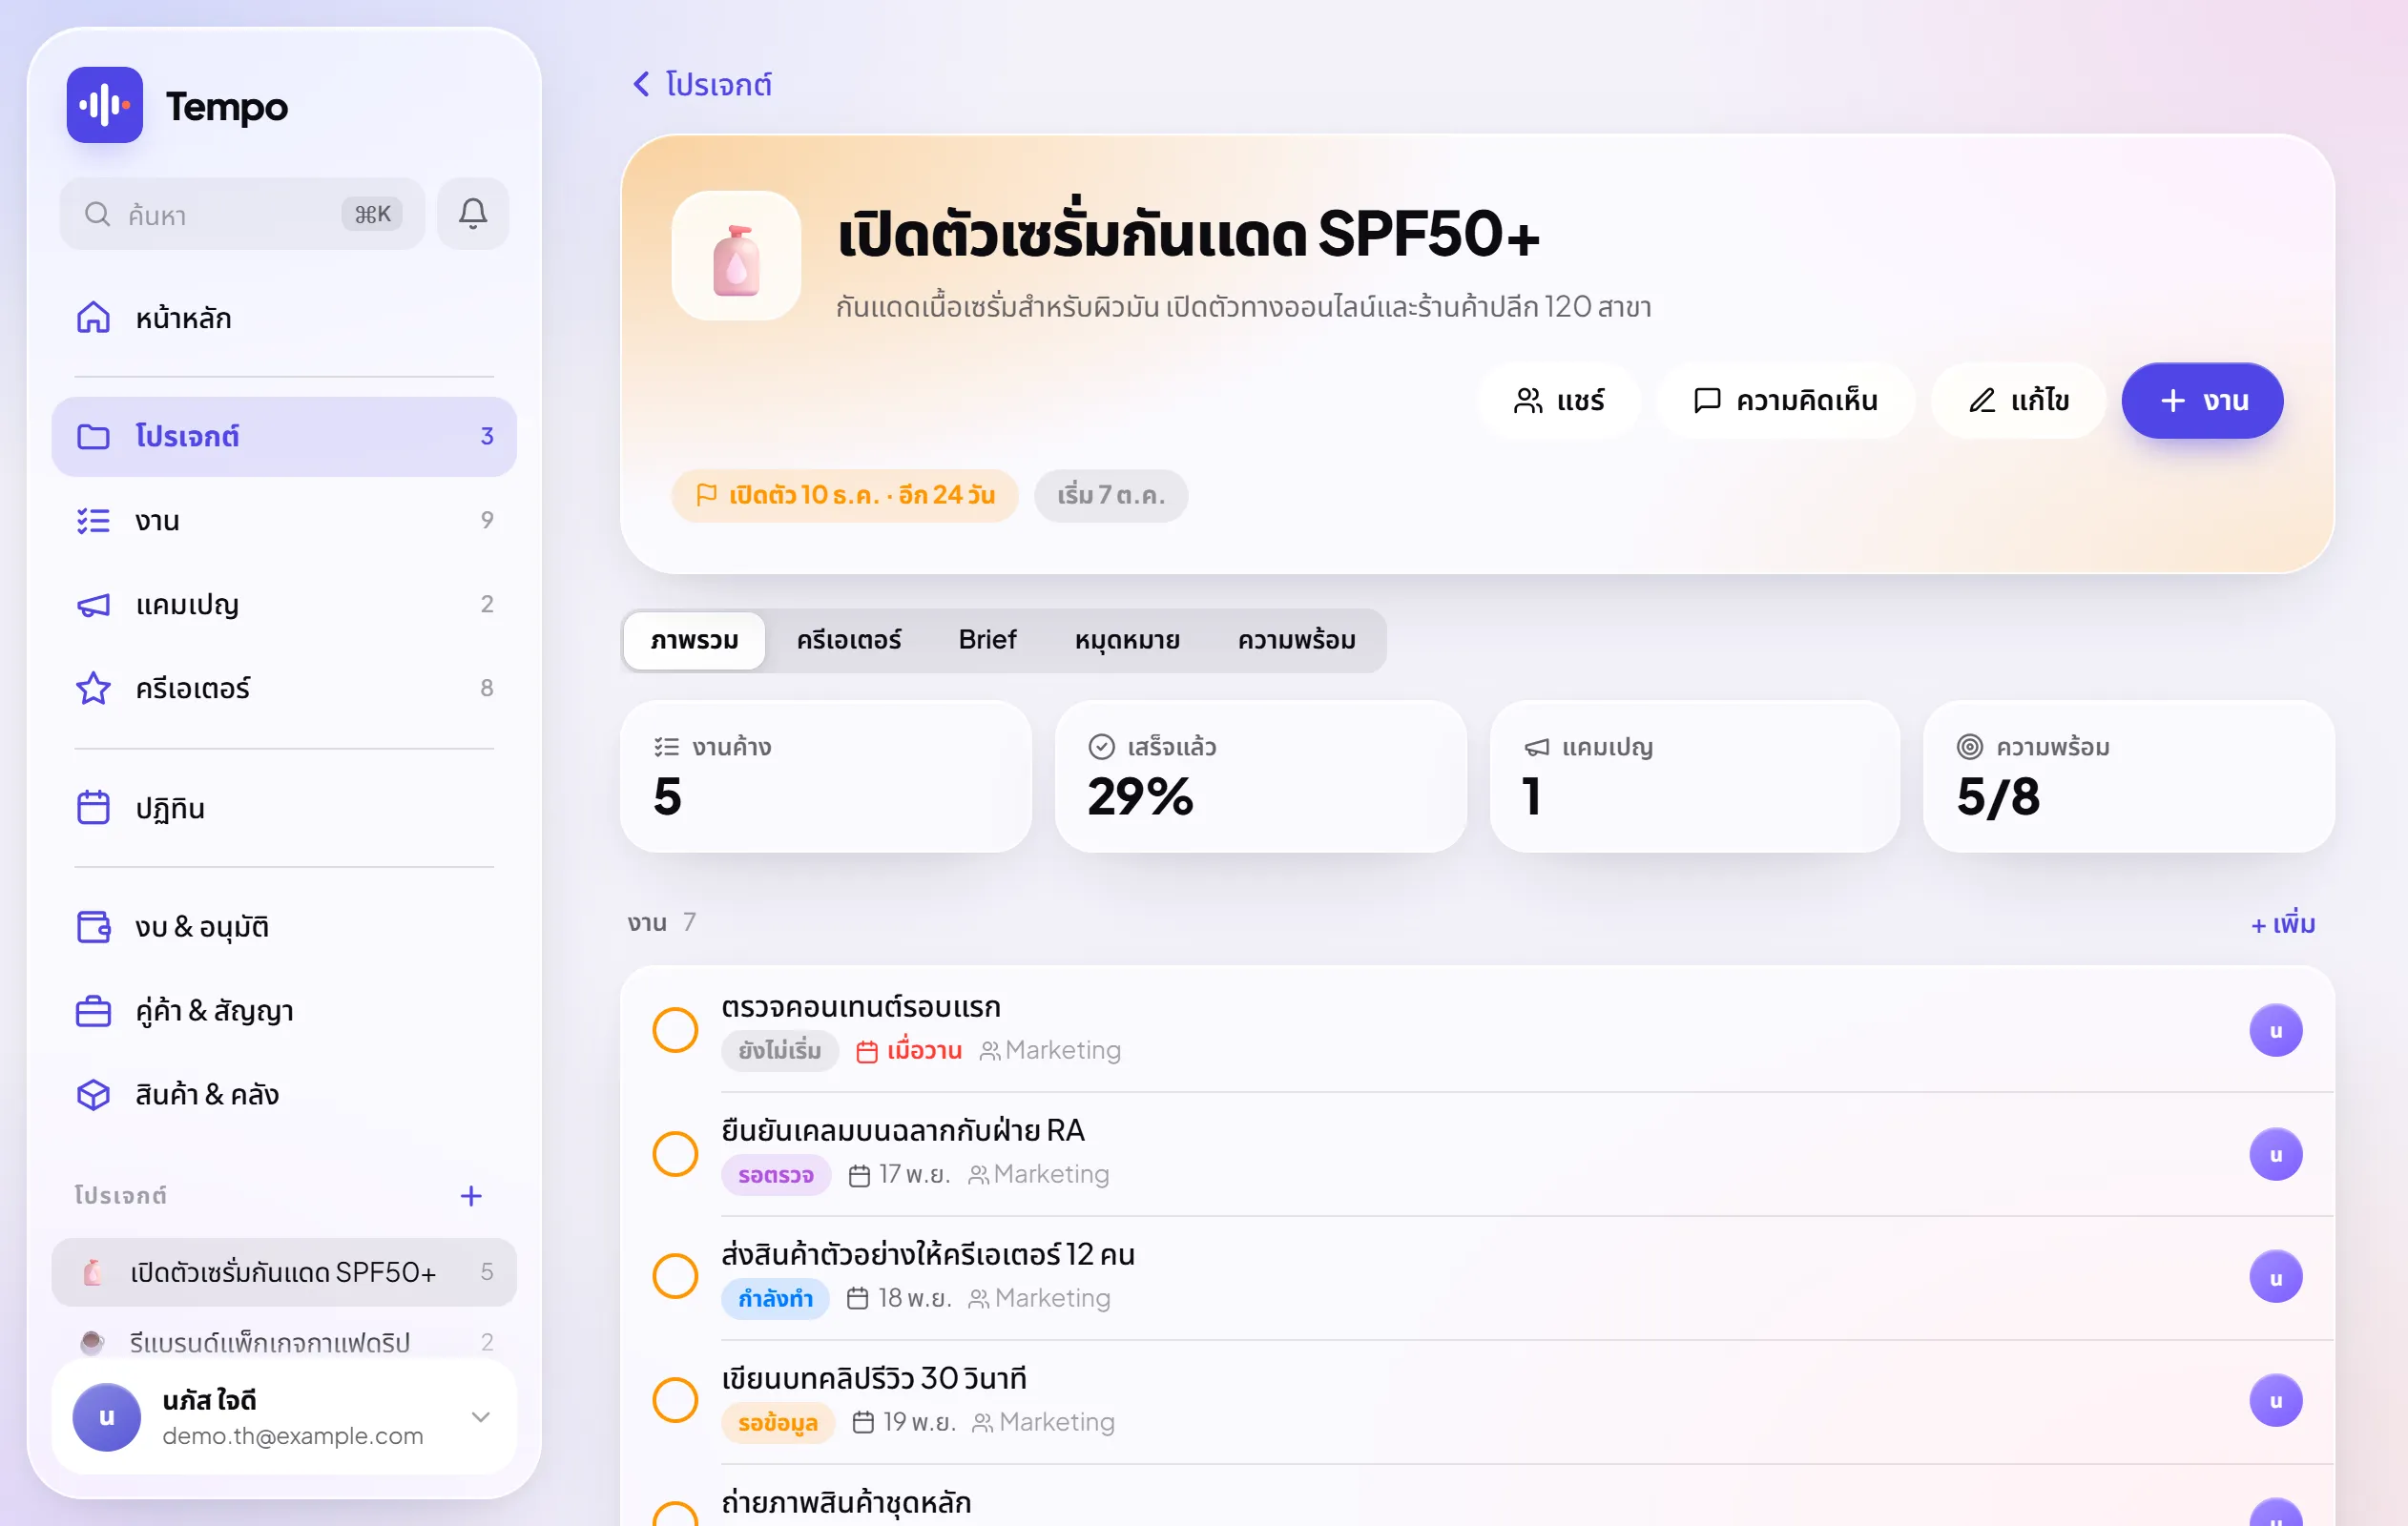 Tempo
ค้นหา ⌘K
หน้าหลัก
โปรเจกต์ 3
งาน 9
แคมเปญ 2
ครีเอเตอร์ 8
ปฏิทิน
งบ & อนุมัติ
คู่ค้า & สัญญา
สินค้า & คลัง
โปรเจกต์ +
เปิดตัวเซรั่มกันแดด SPF50+ 5
รีแบรนด์แพ็กเกจกาแฟดริป 2
น
นภัส ใจดี
demo.th@example.com
โปรเจกต์
เปิดตัวเซรั่มกันแดด SPF50+
กันแดดเนื้อเซรั่มสำหรับผิวมัน เปิดตัวทางออนไลน์และร้านค้าปลีก 120 สาขา
แชร์ ความคิดเห็น แก้ไข + งาน
เปิดตัว 10 ธ.ค. · อีก 24 วัน เริ่ม 7 ต.ค.
ภาพรวม ครีเอเตอร์ Brief หมุดหมาย ความพร้อม
งานค้าง
5
เสร็จแล้ว
29%
แคมเปญ
1
ความพร้อม
5/8
งาน 7 + เพิ่ม
ตรวจคอนเทนต์รอบแรก
ยังไม่เริ่ม เมื่อวาน Marketing น
ยืนยันเคลมบนฉลากกับฝ่าย RA
รอตรวจ 17 พ.ย. Marketing น
ส่งสินค้าตัวอย่างให้ครีเอเตอร์ 12 คน
กำลังทำ 18 พ.ย. Marketing น
เขียนบทคลิปรีวิว 30 วินาที
รอข้อมูล 19 พ.ย. Marketing น
ถ่ายภาพสินค้าชุดหลัก
น